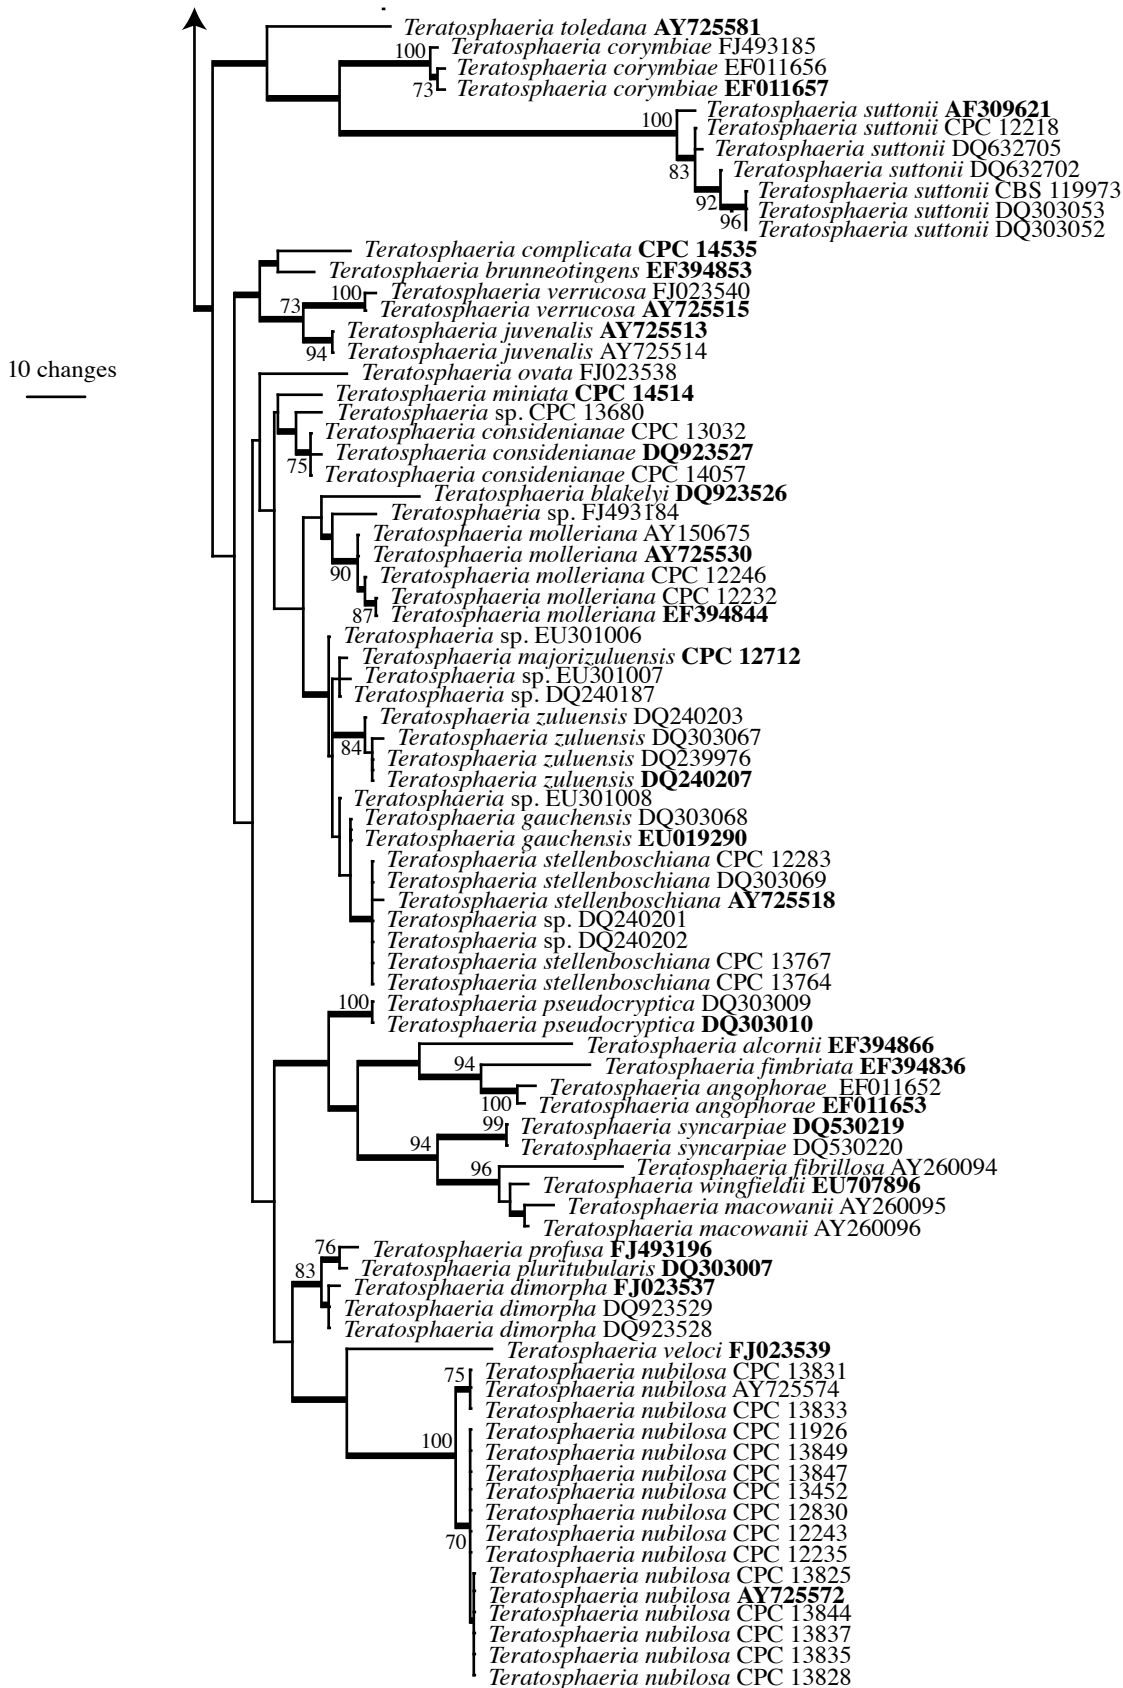 Teratosphaeria toledana AY725581
100
Teratosphaeria corymbiae FJ493185
Teratosphaeria corymbiae EF011656
73
Teratosphaeria corymbiae EF011657
100
Teratosphaeria suttonii AF309621
Teratosphaeria suttonii CPC 12218
Teratosphaeria suttonii DQ632705
83
Teratosphaeria suttonii DQ632702
92
Teratosphaeria suttonii CBS 119973
96
Teratosphaeria suttonii DQ303053
Teratosphaeria suttonii DQ303052
Teratosphaeria complicata CPC 14535
Teratosphaeria brunneotingens EF394853
100
Teratosphaeria verrucosa FJ023540
73
Teratosphaeria verrucosa AY725515
Teratosphaeria juvenalis AY725513
94
Teratosphaeria juvenalis AY725514
10 changes
Teratosphaeria ovata FJ023538
Teratosphaeria miniata CPC 14514
Teratosphaeria sp. CPC 13680
Teratosphaeria considenianae CPC 13032
Teratosphaeria considenianae DQ923527
75
Teratosphaeria considenianae CPC 14057
Teratosphaeria blakelyi DQ923526
Teratosphaeria sp. FJ493184
Teratosphaeria molleriana AY150675
Teratosphaeria molleriana AY725530
90
Teratosphaeria molleriana CPC 12246
Teratosphaeria molleriana CPC 12232
87
Teratosphaeria molleriana EF394844
Teratosphaeria sp. EU301006
Teratosphaeria majorizuluensis CPC 12712
Teratosphaeria sp. EU301007
Teratosphaeria sp. DQ240187
Teratosphaeria zuluensis DQ240203
Teratosphaeria zuluensis DQ303067
84
Teratosphaeria zuluensis DQ239976
Teratosphaeria zuluensis DQ240207
Teratosphaeria sp. EU301008
Teratosphaeria gauchensis DQ303068
Teratosphaeria gauchensis EU019290
Teratosphaeria stellenboschiana CPC 12283
Teratosphaeria stellenboschiana DQ303069
Teratosphaeria stellenboschiana AY725518
Teratosphaeria sp. DQ240201
Teratosphaeria sp. DQ240202
Teratosphaeria stellenboschiana CPC 13767
Teratosphaeria stellenboschiana CPC 13764
100
Teratosphaeria pseudocryptica DQ303009
Teratosphaeria pseudocryptica DQ303010
Teratosphaeria alcornii EF394866
94
Teratosphaeria fimbriata EF394836
Teratosphaeria angophorae EF011652
100
Teratosphaeria angophorae EF011653
99
Teratosphaeria syncarpiae DQ530219
94
Teratosphaeria syncarpiae DQ530220
96
Teratosphaeria fibrillosa AY260094
Teratosphaeria wingfieldii EU707896
Teratosphaeria macowanii AY260095
Teratosphaeria macowanii AY260096
76
Teratosphaeria profusa FJ493196
83
Teratosphaeria pluritubularis DQ303007
Teratosphaeria dimorpha FJ023537
Teratosphaeria dimorpha DQ923529
Teratosphaeria dimorpha DQ923528
Teratosphaeria veloci FJ023539
75
Teratosphaeria nubilosa CPC 13831
Teratosphaeria nubilosa AY725574
Teratosphaeria nubilosa CPC 13833
100
Teratosphaeria nubilosa CPC 11926
Teratosphaeria nubilosa CPC 13849
Teratosphaeria nubilosa CPC 13847
Teratosphaeria nubilosa CPC 13452
Teratosphaeria nubilosa CPC 12830
70
Teratosphaeria nubilosa CPC 12243
Teratosphaeria nubilosa CPC 12235
Teratosphaeria nubilosa CPC 13825
Teratosphaeria nubilosa AY725572
Teratosphaeria nubilosa CPC 13844
Teratosphaeria nubilosa CPC 13837
Teratosphaeria nubilosa CPC 13835
Teratosphaeria nubilosa CPC 13828